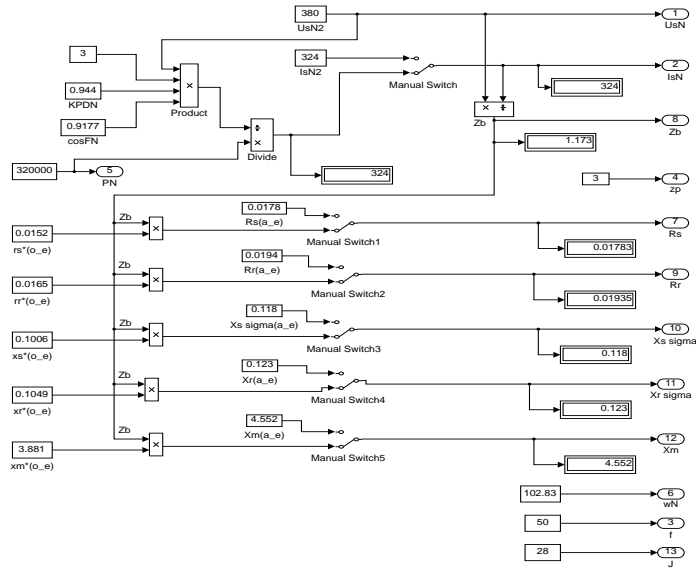 380
UsN2
1
UsN
3
324
IsN2
Manual Switch
2
IsN
324
0.944
KPDN
×
Product
0.9177
cosFN
÷
×
Divide
× ÷
Zb
8
Zb
1.173
320000
5
PN
324
3
4
zp
Zb
0.0152
rs*(o_e)
×
0.0178
Rs(a_e)
Manual Switch1
7
Rs
0.01783
Zb
0.0165
rr*(o_e)
×
0.0194
Rr(a_e)
Manual Switch2
9
Rr
0.01935
Zb
0.1006
xs*(o_e)
×
0.118
Xs sigma(a_e)
Manual Switch3
10
Xs sigma
0.118
Zb
0.1049
xr*(o_e)
×
0.123
Xr(a_e)
Manual Switch4
11
Xr sigma
0.123
Zb
3.881
xm*(o_e)
×
4.552
Xm(a_e)
Manual Switch5
12
Xm
4.552
102.83
6
wN
50
3
f
28
13
J